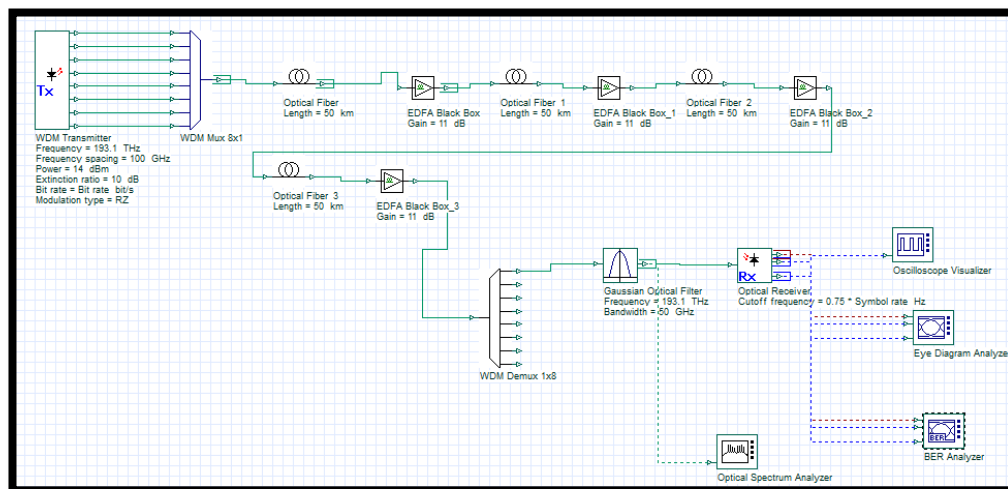 Tx
WDM Transmitter
Frequency = 193.1 THz
Frequency spacing = 100 GHz
Power = 14 dBm
Extinction ratio = 10 dB
Bit rate = Bit rate bit/s
Modulation type = RZ
WDM Mux 8x1
Optical Fiber
Length = 50 km
EDFA Black Box
Gain = 11 dB
Optical Fiber 1
Length = 50 km
EDFA Black Box_1
Gain = 11 dB
Optical Fiber 2
Length = 50 km
EDFA Black Box_2
Gain = 11 dB
Optical Fiber 3
Length = 50 km
EDFA Black Box_3
Gain = 11 dB
WDM Demux 1x8
Gaussian Optical Filter
Frequency = 193.1 THz
Bandwidth = 50 GHz
Rx
Optical Receiver
Cutoff frequency = 0.75 * Symbol rate Hz
Oscilloscope Visualizer
Eye Diagram Analyze
BER
BER Analyzer
Optical Spectrum Analyzer